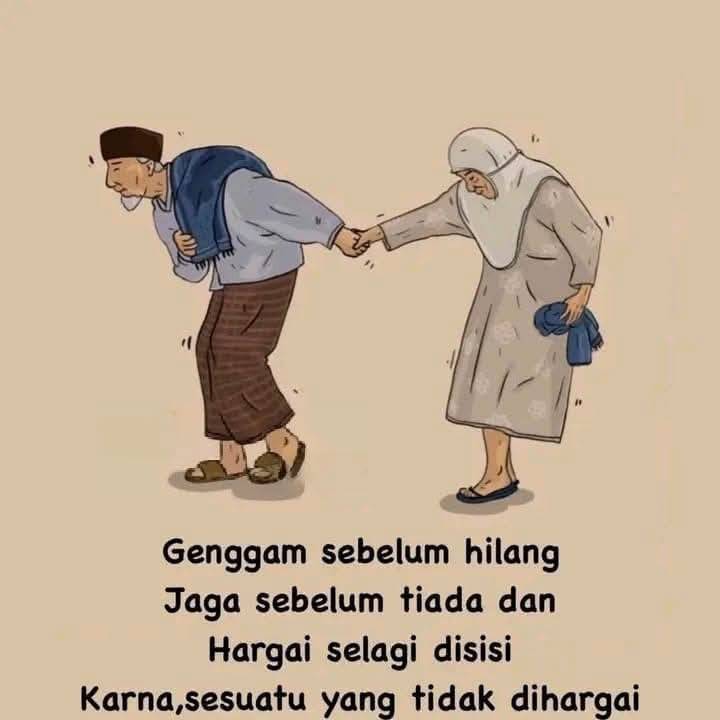 Genggam sebelum hilang
Jaga sebelum tiada dan
Hargai selagi disisi
Karna,sesuatu yang tidak dihargai